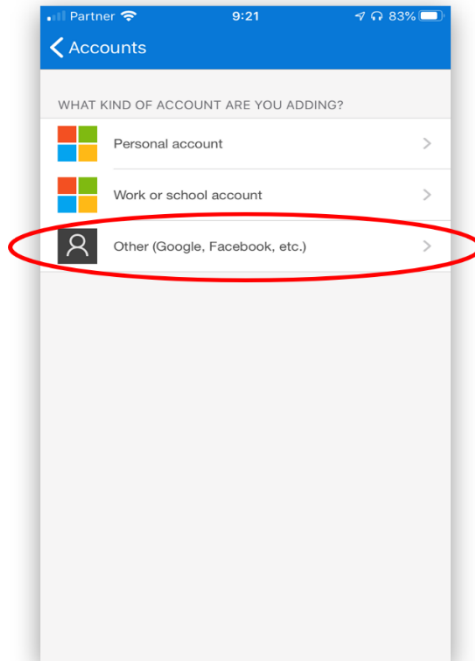 Partner 9:21 83%
Accounts
WHAT KIND OF ACCOUNT ARE YOU ADDING?
Personal account
Work or school account
Other (Google, Facebook, etc.)